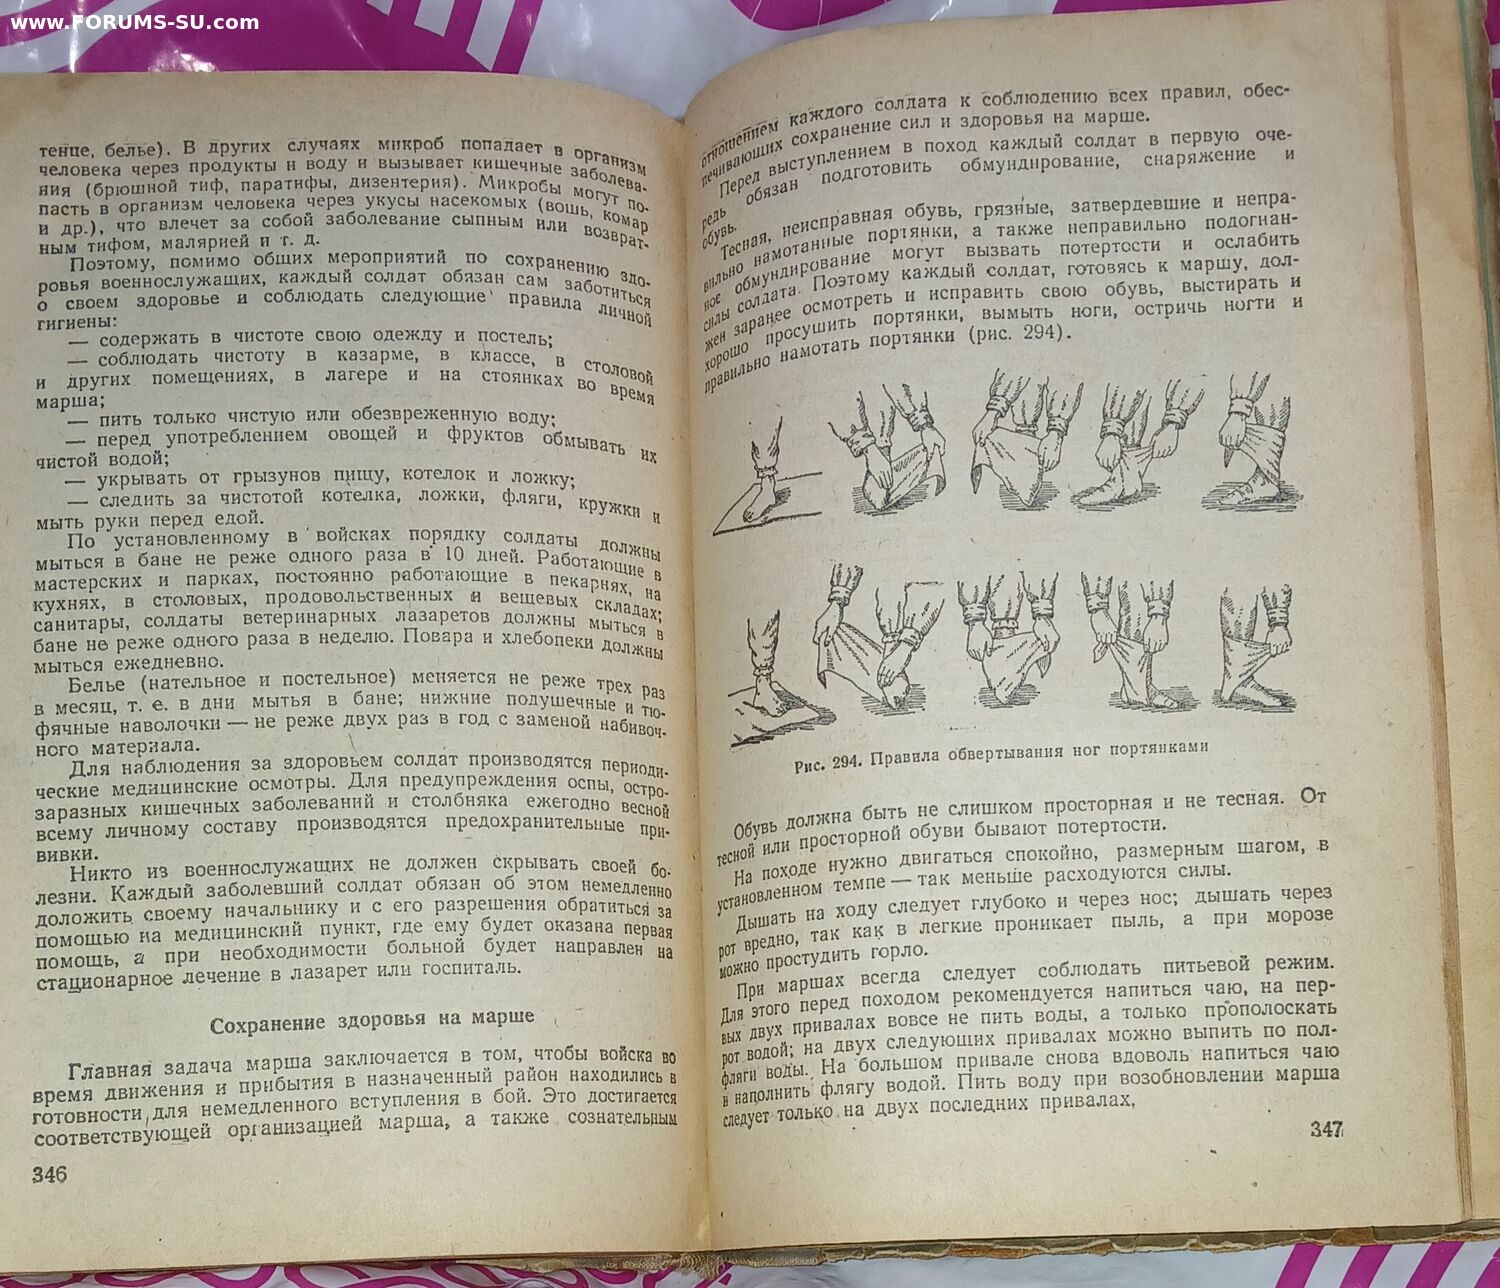 www.FORUMS-SU.com
тенце, белье). В других случаях микроб попадает в организм
человека через продукты и воду и вызывает кишечные заболева-
ния (брюшной тиф, паратифы, дизентерия). Микробы могут по-
пасть в организм человека через укусы насекомых (вошь, комар
и др.), что влечет за собой заболевание сыпным или возврат-
ным тифом, малярией и т. д.
Поэтому, помимо общих мероприятий по сохранению здо-
ровья военнослужащих, каждый солдат обязан сам заботиться
о своем здоровье и соблюдать следующие правила личной
гигиены:
— содержать в чистоте свою одежду и постель;
— соблюдать чистоту в казарме, в классе, в столовой
и других помещениях, в лагере и на стоянках во время
марша;
— пить только чистую или обезвреженную воду;
— перед употреблением овощей и фруктов обмывать их
чистой водой;
— укрывать от грызунов пищу, котелок и ложку;
— следить за чистотой котелка, ложки, фляги, кружки и
мыть руки перед едой.
По установленному в войсках порядку солдаты должны
мыться в бане не реже одного раза в 10 дней. Работающие в
мастерских и парках, постоянно работающие в пекарнях, на
кухнях, в столовых, продовольственных и вещевых складах;
санитары, солдаты ветеринарных лазаретов должны мыться в
бане не реже одного раза в неделю. Повара и хлебопеки должны
мыться ежедневно.
Белье (нательное и постельное) меняется не реже трех раз
в месяц, т. е. в дни мытья в бане; нижние подушечные и тю-
фячные наволочки — не реже двух раз в год с заменой набивоч-
ного материала.
Для наблюдения за здоровьем солдат производятся периоди-
ческие медицинские осмотры. Для предупреждения оспы, остро-
заразных кишечных заболеваний и столбняка ежегодно весной
всему личному составу производятся предохранительные при-
вивки.
Никто из военнослужащих не должен скрывать своей бо-
лезни. Каждый заболевший солдат обязан об этом немедленно
доложить своему начальнику и с его разрешения обратиться за
помощью на медицинский пункт, где ему будет оказана первая
помощь, а при необходимости больной будет направлен на
стационарное лечение в лазарет или госпиталь.
Сохранение здоровья на марше
Главная задача марша заключается в том, чтобы войска во
время движения и прибытия в назначенный район находились в
готовности для немедленного вступления в бой. Это достигается
соответствующей организацией марша, а также сознательным
346
отношением каждого солдата к соблюдению всех правил, обес-
печивающих сохранение сил и здоровья на марше.
Перед выступлением в поход каждый солдат в первую оче-
редь обязан подготовить обмундирование, снаряжение и
обувь.
Тесная, неисправная обувь, грязные, затвердевшие и непра-
вильно намотанные портянки, а также неправильно подогнан-
ное обмундирование могут вызвать потертости и ослабить
силы солдата. Поэтому каждый солдат, готовясь к маршу, дол-
жен заранее осмотреть и исправить свою обувь, выстирать и
хорошо просушить портянки, вымыть ноги, остричь ногти и
правильно намотать портянки (рис. 294).
Рис. 294. Правила обвертывания ног портянками
Обувь должна быть не слишком просторная и не тесная. От
тесной или просторной обуви бывают потертости.
На походе нужно двигаться спокойно, размерным шагом, в
установленном темпе — так меньше расходуются силы.
Дышать на ходу следует глубоко и через нос; дышать через
рот вредно, так как в легкие проникает пыль, а при морозе
можно простудить горло.
При маршах всегда следует соблюдать питьевой режим.
Для этого перед походом рекомендуется напиться чаю, на пер-
вых двух привалах вовсе не пить воды, а только прополоскать
рот водой; на двух следующих привалах можно выпить по пол-
фляги воды. На большом привале снова вдоволь напиться чаю
и наполнить флягу водой. Пить воду при возобновлении марша
следует только на двух последних привалах.
347